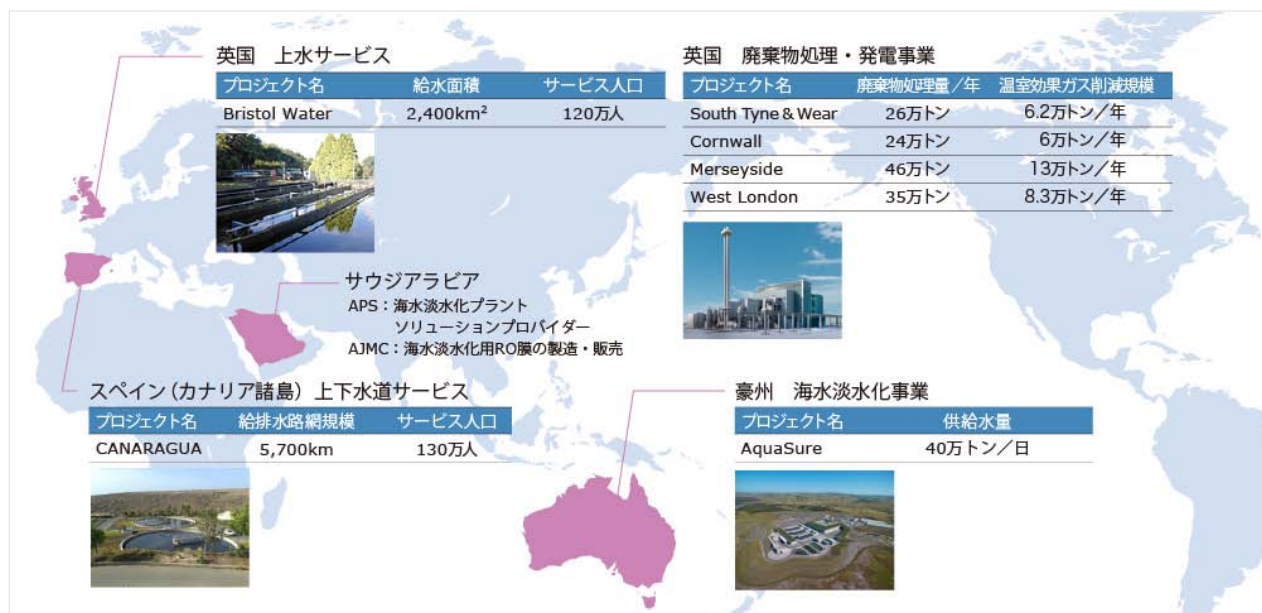 英国　上水サービス
プロジェクト名　給水面積　サービス人口
Bristol Water　2,400km²　120万人
英国　廃棄物処理・発電事業
プロジェクト名　廃棄物処理量／年　温室効果ガス削減規模
South Tyne & Wear　26万トン　6.2万トン／年
Cornwall　24万トン　6万トン／年
Merseyside　46万トン　13万トン／年
West London　35万トン　8.3万トン／年
サウジアラビア
APS：海水淡水化プラント
ソリューションプロバイダー
AJMC：海水淡水化用RO膜の製造・販売
スペイン（カナリア諸島）上下水道サービス
プロジェクト名　給排水路網規模　サービス人口
CANARAGUA　5,700km　130万人
豪州　海水淡水化事業
プロジェクト名　供給水量
AquaSure　40万トン／日